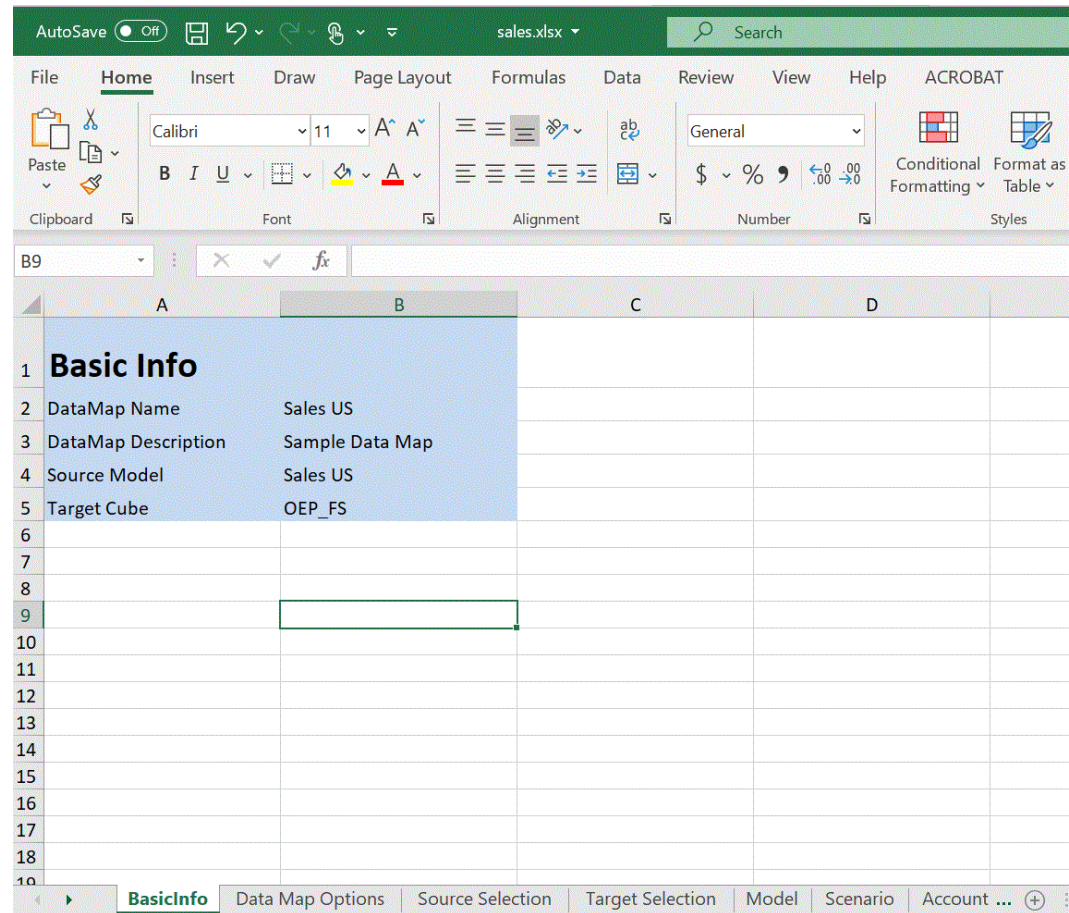 AutoSave Off sales.xlsx Search
File Home Insert Draw Page Layout Formulas Data Review View Help ACROBAT
Calibri 11 A A ab General
Paste B I U A $ % 9 .00 .00 Conditional Format as
Formatting Table
Clipboard Font Alignment Number Styles
B9 fx
A B C D
1 Basic Info
2 DataMap Name Sales US
3 DataMap Description Sample Data Map
4 Source Model Sales US
5 Target Cube OEP_FS
6
7
8
9
10
11
12
13
14
15
16
17
18
19
BasicInfo Data Map Options Source Selection Target Selection Model Scenario Account ...